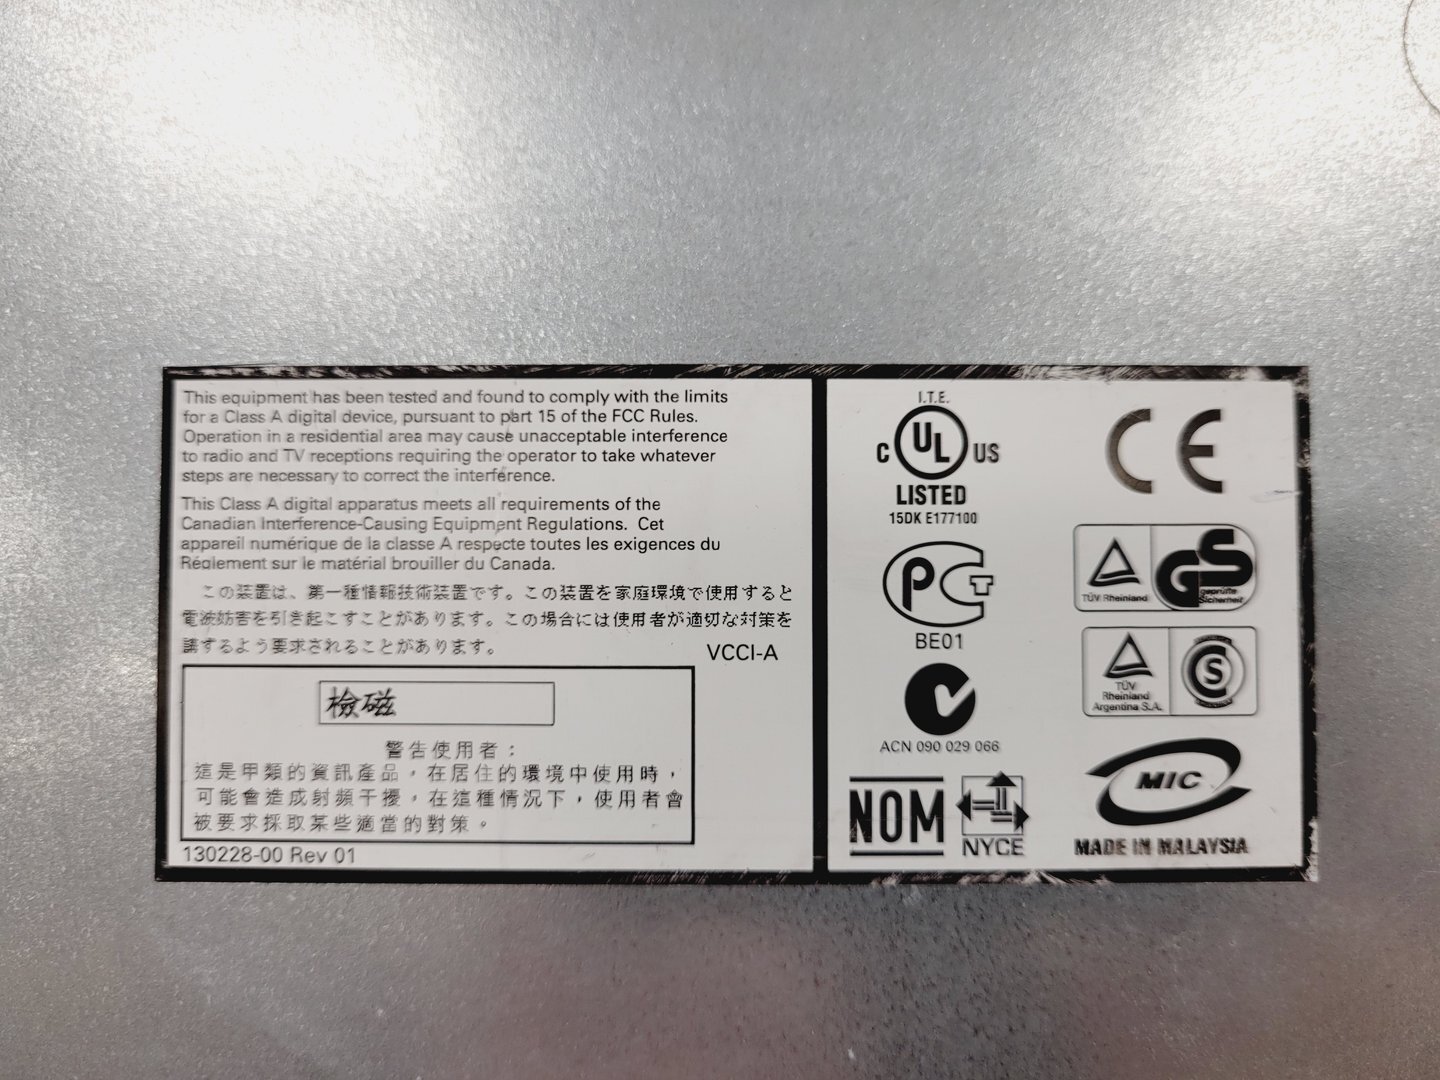 This equipment has been tested and found to comply with the limits
for a Class A digital device, pursuant to part 15 of the FCC Rules.
Operation in a residential area may cause unacceptable interference
to radio and TV receptions requiring the operator to take whatever
steps are necessary to correct the interference.
This Class A digital apparatus meets all requirements of the
Canadian Interference-Causing Equipment Regulations. Cet
appareil numérique de la classe A respecte toutes les exigences du
Réglement sur le matérial brouiller du Canada.
この装置は、第一種情報技術装置です。この装置を家庭環境で使用すると
電波妨害を引き起こすことがあります。この場合には使用者が適切な対策を
講ずるよう要求されることがあります。
VCCI-A
檢磁
警告使用者：
這是甲類的資訊產品，在居住的環境中使用時，
可能會造成射頻干擾，在這種情況下，使用者會
被要求採取某些適當的對策。
130228-00 Rev 01
I.T.E.
C UL US
LISTED
15DK E177100
PCT
BE01
ACN 090 029 066
NOM
NYCE
CE
TÜV Rheinland
GS
geprüfte
Sicherheit
TÜV
Rheinland
Argentina S.A.
S
MIC
MADE IN MALAYSIA